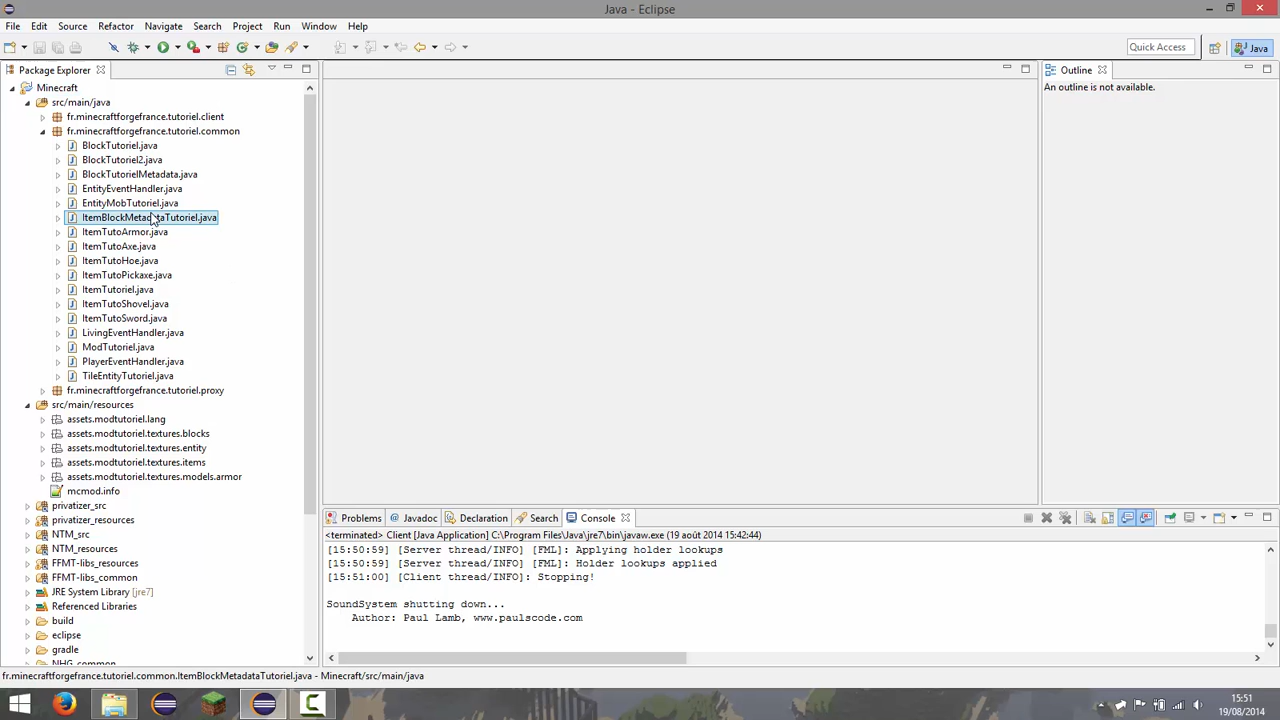 Java - Eclipse
File Edit Source Refactor Navigate Search Project Run Window Help
Quick Access
Java
Package Explorer
Outline
An outline is not available.
Minecraft
src/main/java
fr.minecraftforgefrance.tutoriel.client
fr.minecraftforgefrance.tutoriel.common
BlockTutoriel.java
BlockTutoriel2.java
BlockTutorielMetadata.java
EntityEventHandler.java
EntityMobTutoriel.java
ItemBlockMetadataTutoriel.java
ItemTutoArmor.java
ItemTutoAxe.java
ItemTutoHoe.java
ItemTutoPickaxe.java
ItemTutoriel.java
ItemTutoShovel.java
ItemTutoSword.java
LivingEventHandler.java
ModTutoriel.java
PlayerEventHandler.java
TileEntityTutoriel.java
fr.minecraftforgefrance.tutoriel.proxy
src/main/resources
assets.modtutoriel.lang
assets.modtutoriel.textures.blocks
assets.modtutoriel.textures.entity
assets.modtutoriel.textures.items
assets.modtutoriel.textures.models.armor
mcmod.info
privatizer_src
privatizer_resources
NTM_src
NTM_resources
FFMT-libs_resources
FFMT-libs_common
JRE System Library [jre7]
Referenced Libraries
build
eclipse
gradle
NHG_common
Problems Javadoc Declaration Search Console
<terminated> Client [Java Application] C:\Program Files\Java\jre7\bin\javaw.exe (19 août 2014 15:42:44)
[15:50:59] [Server thread/INFO] [FML]: Applying holder lookups
[15:50:59] [Server thread/INFO] [FML]: Holder lookups applied
[15:51:00] [Client thread/INFO]: Stopping!
SoundSystem shutting down...
Author: Paul Lamb, www.paulscode.com
fr.minecraftforgefrance.tutoriel.common.ItemBlockMetadataTutoriel.java - Minecraft/src/main/java
15:51
19/08/2014